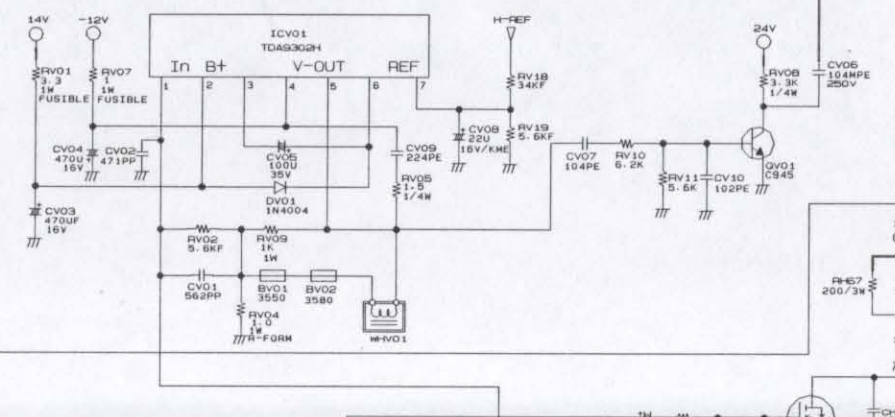 14V
-12V
H-REF
24V
ICV01
TDA9302H
In B+ V-OUT REF
1 2 3 4 5 6 7
RV01
3.3
1W
FUSIBLE
RV07
1
1W
FUSIBLE
RV18
34KF
RV08
3.3K
1/4W
CV06
104MPE
250V
CV04
470U
16V
CV02
471PP
CV05
100U
35V
CV09
224PE
CV08
22U
16V/KME
RV19
5.6KF
CV07
104PE
RV10
6.2K
QV01
C945
RV05
1.5
1/4W
RV11
5.6K
CV10
102PE
DV01
1N4004
CV03
470UF
16V
RV02
5.6KF
RV09
1K
1W
CV01
562PP
BV01
3550
BV02
3580
RH67
200/3W
RV04
1.0
1W
R-FORM
WHV01